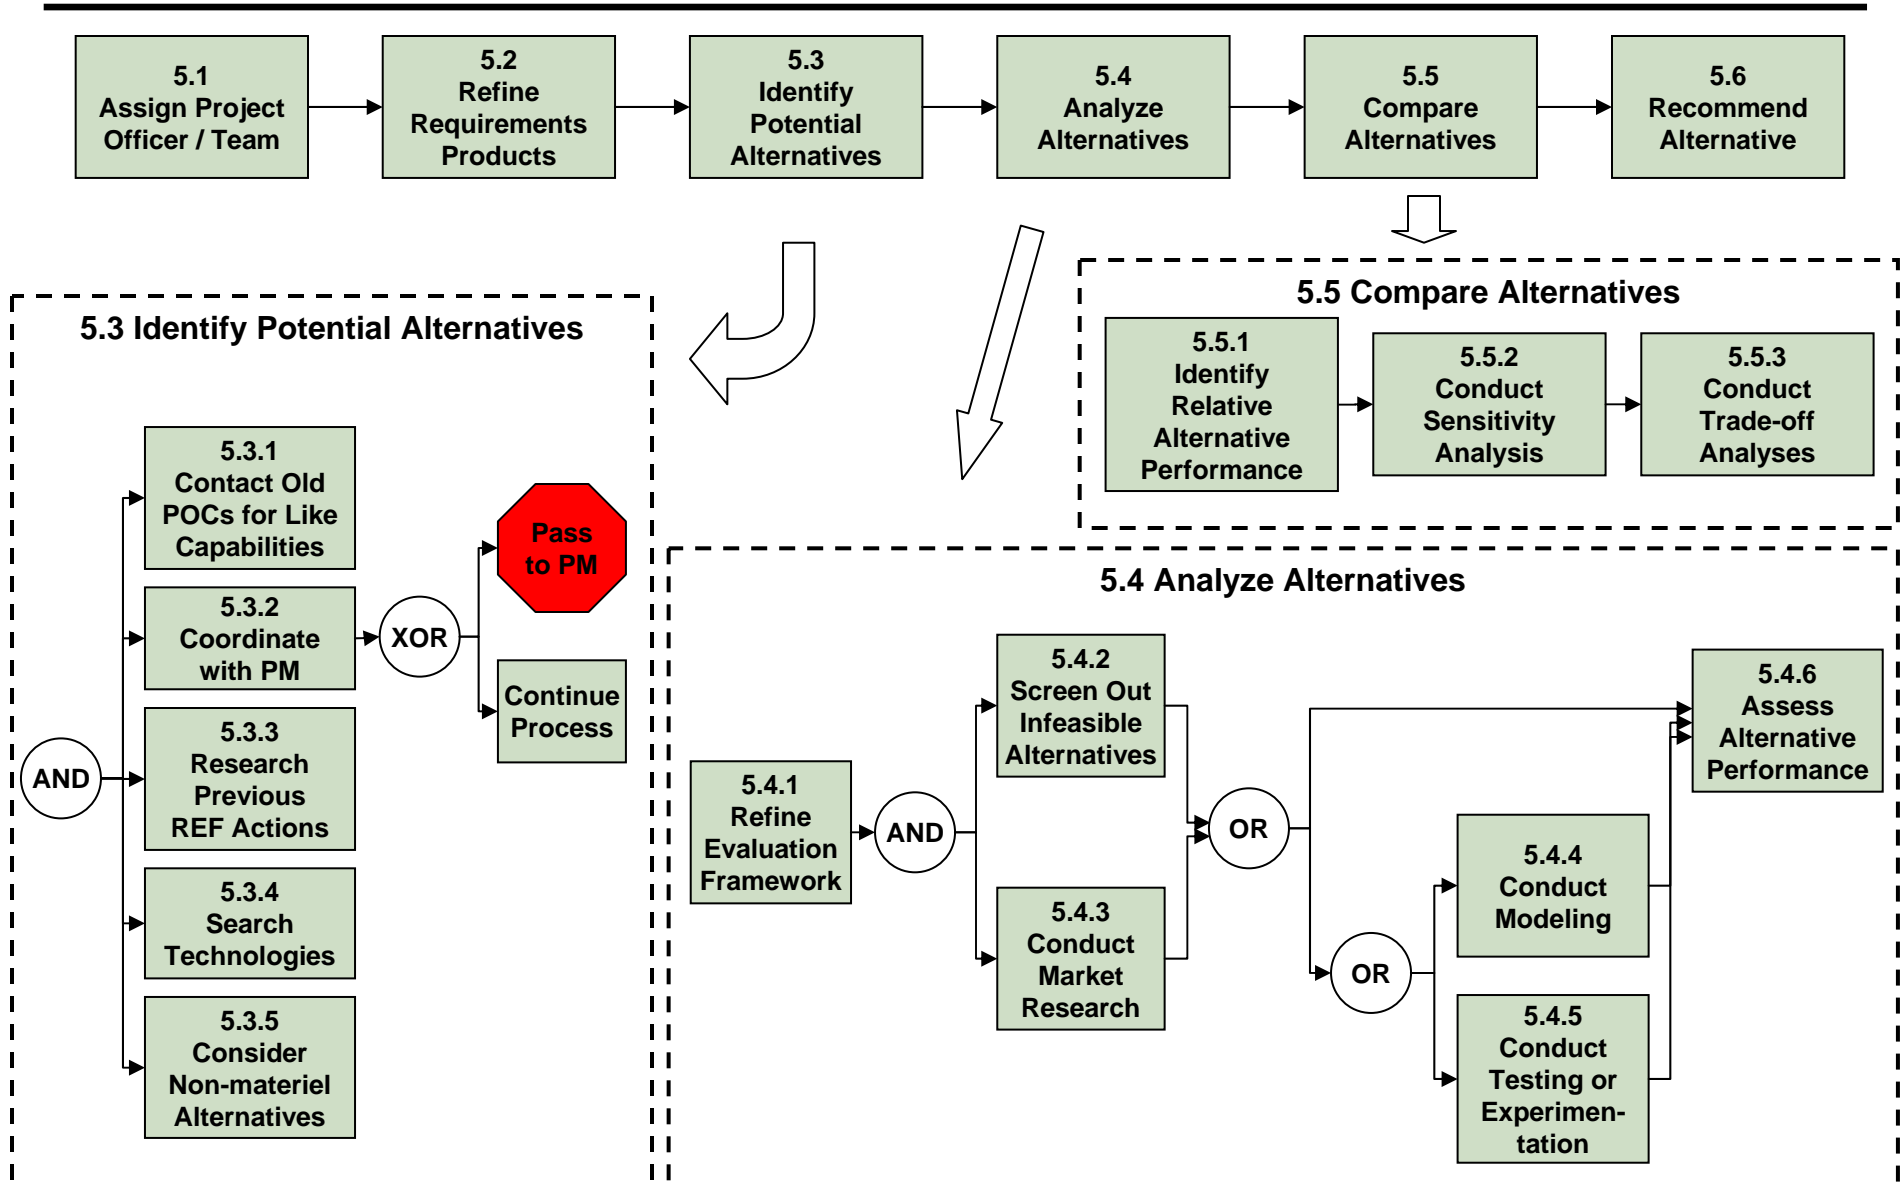 5.1
Assign Project
Officer / Team
5.2
Refine
Requirements
Products
5.3
Identify
Potential
Alternatives
5.4
Analyze
Alternatives
5.5
Compare
Alternatives
5.6
Recommend
Alternative
5.3 Identify Potential Alternatives
AND
5.3.1
Contact Old
POCs for Like
Capabilities
5.3.2
Coordinate
with PM
XOR
Pass
to PM
Continue
Process
5.3.3
Research
Previous
REF Actions
5.3.4
Search
Technologies
5.3.5
Consider
Non-materiel
Alternatives
5.5 Compare Alternatives
5.5.1
Identify
Relative
Alternative
Performance
5.5.2
Conduct
Sensitivity
Analysis
5.5.3
Conduct
Trade-off
Analyses
5.4 Analyze Alternatives
5.4.1
Refine
Evaluation
Framework
AND
5.4.2
Screen Out
Infeasible
Alternatives
5.4.3
Conduct
Market
Research
OR
OR
5.4.4
Conduct
Modeling
5.4.5
Conduct
Testing or
Experimen-
tation
5.4.6
Assess
Alternative
Performance